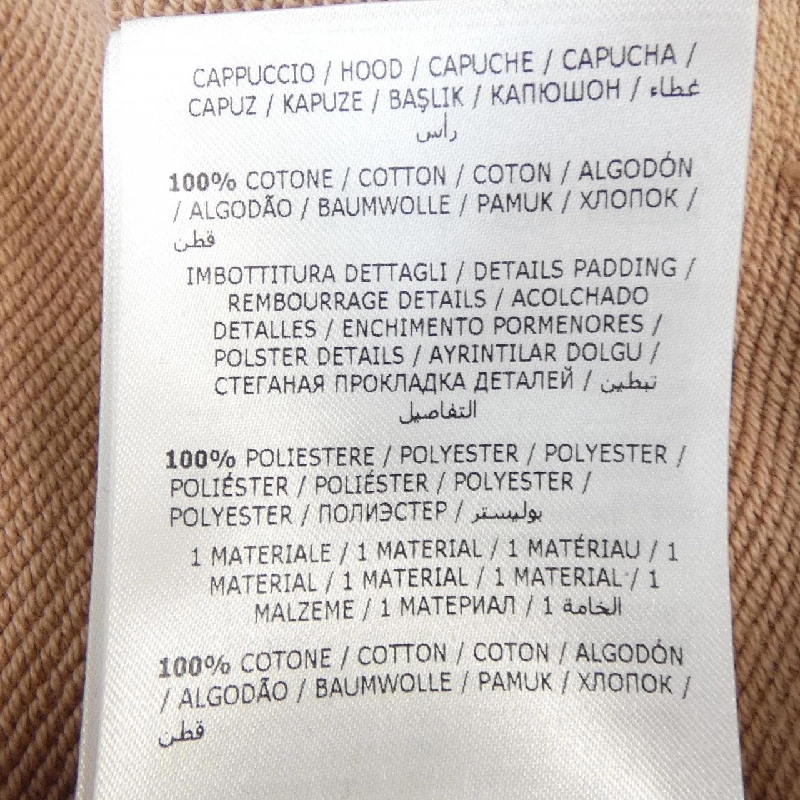 CAPPUCCIO / HOOD / CAPUCHE / CAPUCHA /
CAPUZ / KAPUZE / BAŞLIK / КАПЮШОН / غطاء
رأس
100% COTONE / COTTON / COTON / ALGODÓN
/ ALGODÃO / BAUMWOLLE / PAMUK / ХЛОПОК /
قطن
IMBOTTITURA DETTAGLI / DETAILS PADDING /
REMBOURRAGE DETAILS / ACOLCHADO
DETALLES / ENCHIMENTO PORMENORES /
POLSTER DETAILS / AYRINTILAR DOLGU /
СТЕГАНАЯ ПРОКЛАДКА ДЕТАЛЕЙ / تبطين
التفاصيل
100% POLIESTERE / POLYESTER / POLYESTER /
POLIÉSTER / POLIÉSTER / POLYESTER /
POLYESTER / ПОЛИЭСТЕР / بوليستر
1 MATERIALE / 1 MATERIAL / 1 MATÉRIAU / 1
MATERIAL / 1 MATERIAL / 1 MATERIAL / 1
MALZEME / 1 МАТЕРИАЛ / 1 الخامة
100% COTONE / COTTON / COTON / ALGODÓN
/ ALGODÃO / BAUMWOLLE / PAMUK / ХЛОПОК /
قطن